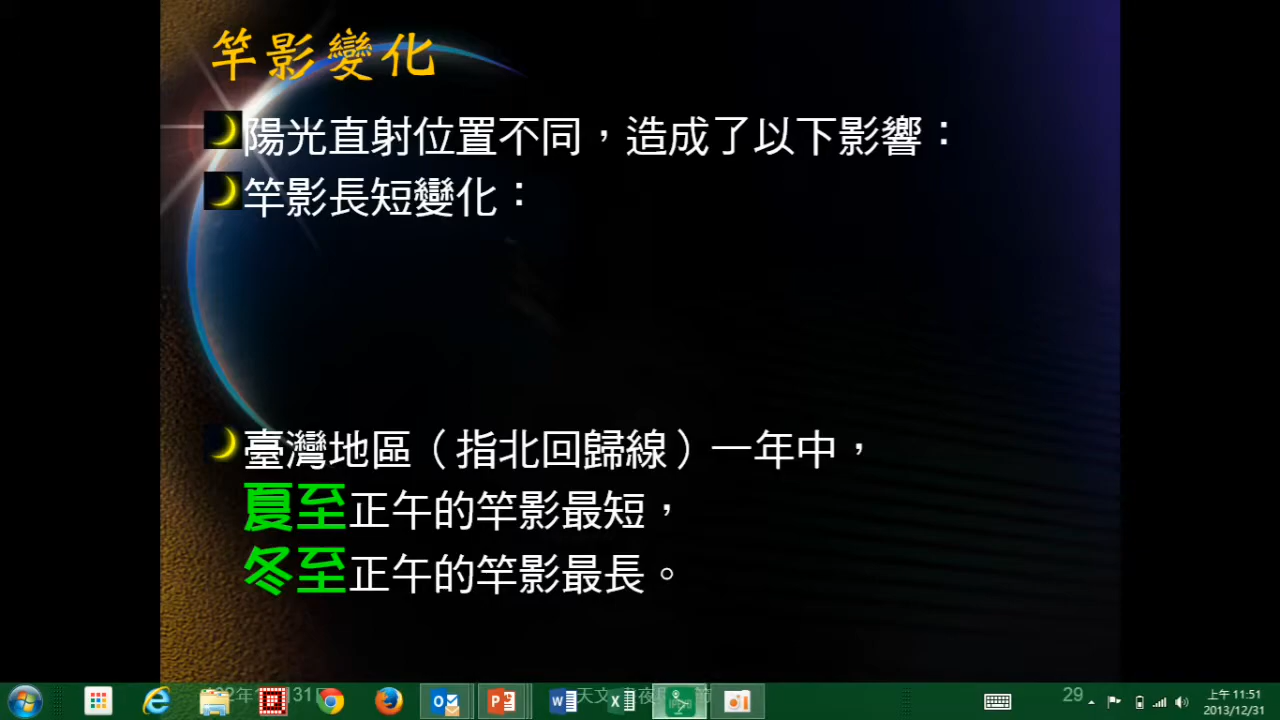 竿影變化
陽光直射位置不同，造成了以下影響：
竿影長短變化：
臺灣地區（指北回歸線）一年中，
夏至正午的竿影最短，
冬至正午的竿影最長。
29
上午 11:51
2013/12/31